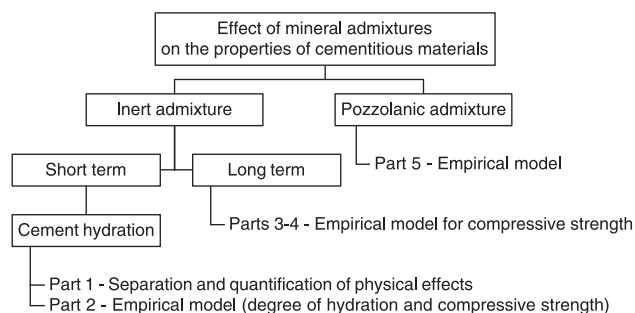 Effect of mineral admixtures
on the properties of cementitious materials
Inert admixture
Pozzolanic admixture
Part 5 - Empirical model
Short term
Long term
Parts 3-4 - Empirical model for compressive strength
Cement hydration
Part 1 - Separation and quantification of physical effects
Part 2 - Empirical model (degree of hydration and compressive strength)